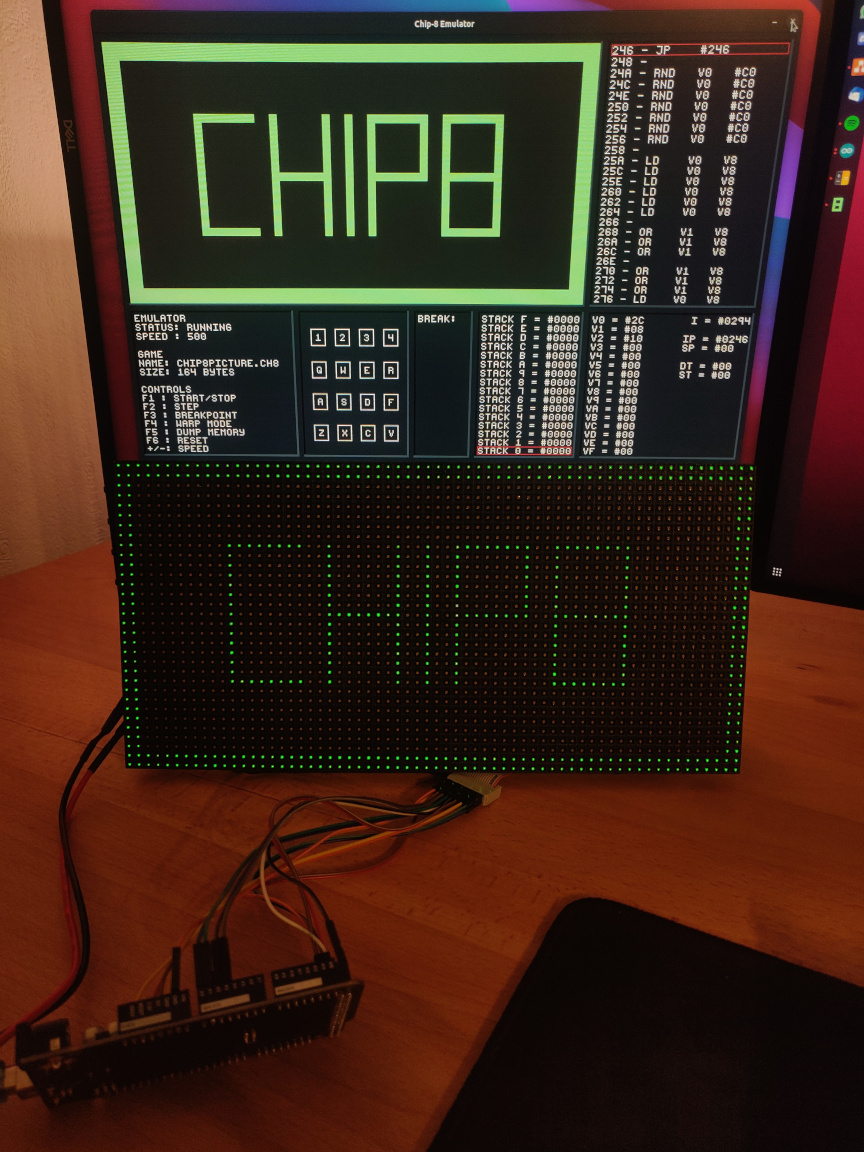 Chip-8 Emulator
DELL
CHIP8
246 - JP #246
248 -
24A - RND V0 #C0
24C - RND V0 #C0
24E - RND V0 #C0
250 - RND V0 #C0
252 - RND V0 #C0
254 - RND V0 #C0
256 - RND V0 #C0
258 -
25A - LD V0 V8
25C - LD V0 V8
25E - LD V0 V8
260 - LD V0 V8
262 - LD V0 V8
264 - LD V0 V8
266 -
268 - OR V1 V8
26A - OR V1 V8
26C - OR V1 V8
26E -
270 - OR V1 V8
272 - OR V1 V8
274 - OR V1 V8
276 - LD V0 V8
EMULATOR
STATUS: RUNNING
SPEED : 500
GAME
NAME: CHIP8PICTURE.CH8
SIZE: 164 BYTES
CONTROLS
F1 : START/STOP
F2 : STEP
F3 : BREAKPOINT
F4 : WARP MODE
F5 : DUMP MEMORY
F6 : RESET
+/-: SPEED
1 2 3 4
Q W E R
A S D F
Z X C V
BREAK:
STACK F = #0000
STACK E = #0000
STACK D = #0000
STACK C = #0000
STACK B = #0000
STACK A = #0000
STACK 9 = #0000
STACK 8 = #0000
STACK 7 = #0000
STACK 6 = #0000
STACK 5 = #0000
STACK 4 = #0000
STACK 3 = #0000
STACK 2 = #0000
STACK 1 = #0000
STACK 0 = #0000
V0 = #2C
V1 = #08
V2 = #10
V3 = #00
V4 = #00
V5 = #00
V6 = #00
V7 = #00
V8 = #00
V9 = #00
VA = #00
VB = #00
VC = #00
VD = #00
VE = #00
VF = #00
I = #0294
IP = #0246
SP = #00
DT = #00
ST = #00
CHIP8